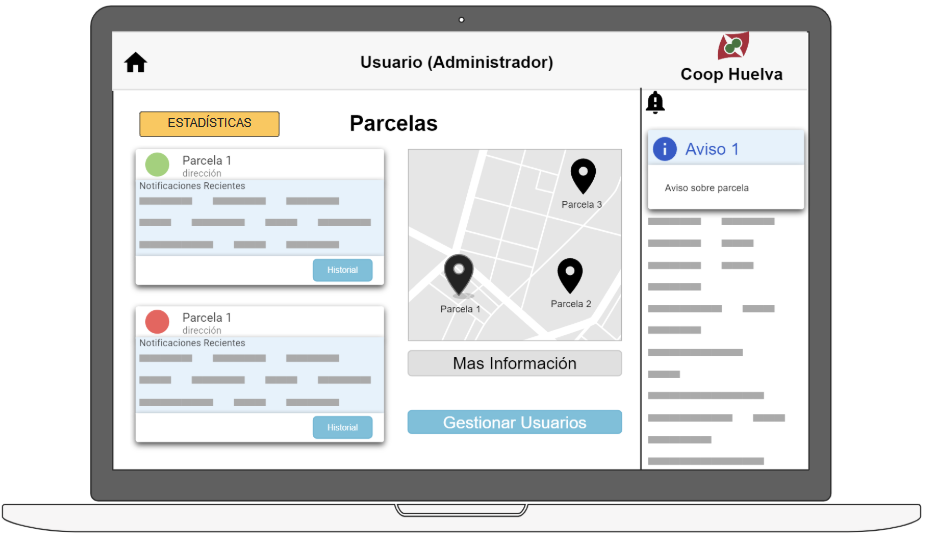 Usuario (Administrador)
Coop Huelva
ESTADÍSTICAS
Parcelas
Parcela 1
dirección
Notificaciones Recientes
Historial
Parcela 1
dirección
Notificaciones Recientes
Historial
Parcela 3
Parcela 1
Parcela 2
Mas Información
Gestionar Usuarios
Aviso 1
Aviso sobre parcela